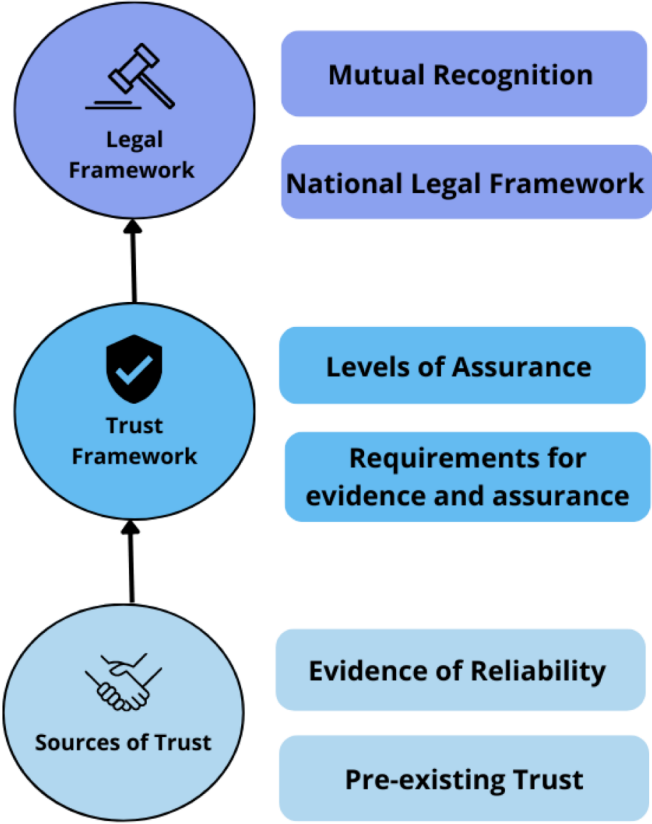 Legal
Framework
Mutual Recognition
National Legal Framework
Trust
Framework
Levels of Assurance
Requirements for
evidence and assurance
Sources of Trust
Evidence of Reliability
Pre-existing Trust